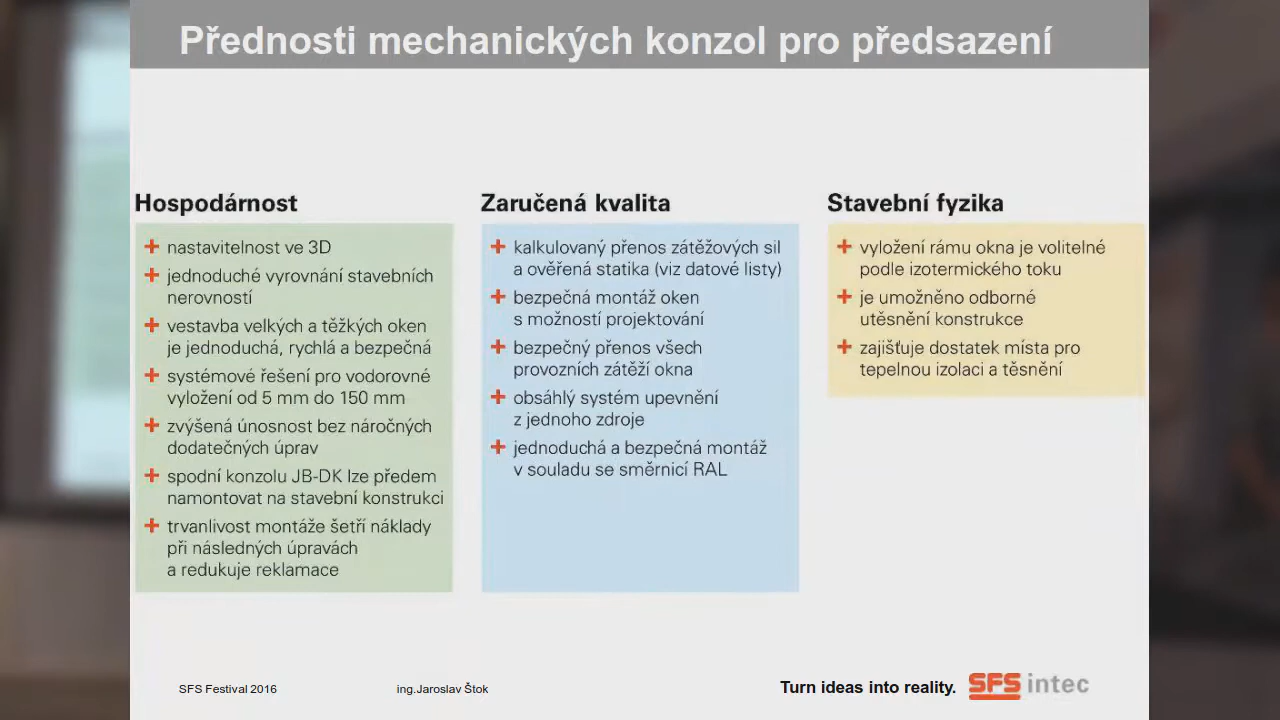 Přednosti mechanických konzol pro předsazení
Hospodárnost
+ nastavitelnost ve 3D
+ jednoduché vyrovnání stavebních
nerovností
+ vestavba velkých a těžkých oken
je jednoduchá, rychlá a bezpečná
+ systémové řešení pro vodorovné
vyložení od 5 mm do 150 mm
+ zvýšená únosnost bez náročných
dodatečných úprav
+ spodní konzolu JB-DK lze předem
namontovat na stavební konstrukci
+ trvanlivost montáže šetří náklady
při následných úpravách
a redukuje reklamace
Zaručená kvalita
+ kalkulovaný přenos zátěžových sil
a ověřená statika (viz datové listy)
+ bezpečná montáž oken
s možností projektování
+ bezpečný přenos všech
provozních zátěží okna
+ obsáhlý systém upevnění
z jednoho zdroje
+ jednoduchá a bezpečná montáž
v souladu se směrnicí RAL
Stavební fyzika
+ vyložení rámu okna je volitelné
podle izotermického toku
+ je umožněno odborné
utěsnění konstrukce
+ zajišťuje dostatek místa pro
tepelnou izolaci a těsnění
SFS Festival 2016
ing.Jaroslav Štok
Turn ideas into reality.
SFS intec